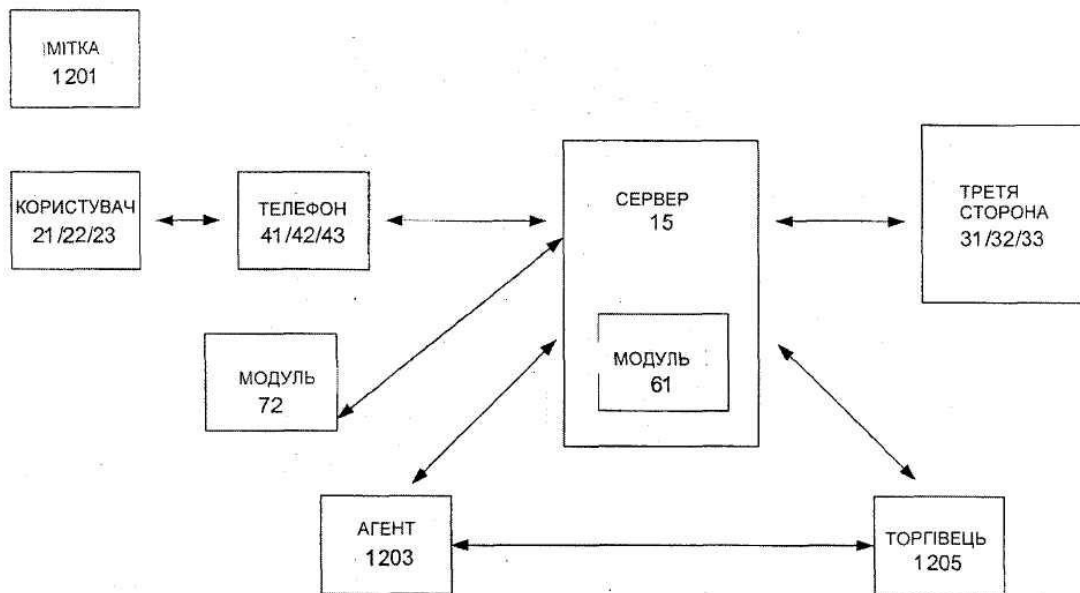 МІТКА
1201
КОРИСТУВАЧ
21/22/23
ТЕЛЕФОН
41/42/43
СЕРВЕР
15
ТРЕТЯ
СТОРОНА
31/32/33
МОДУЛЬ
72
МОДУЛЬ
61
АГЕНТ
1203
ТОРГІВЕЦЬ
1205